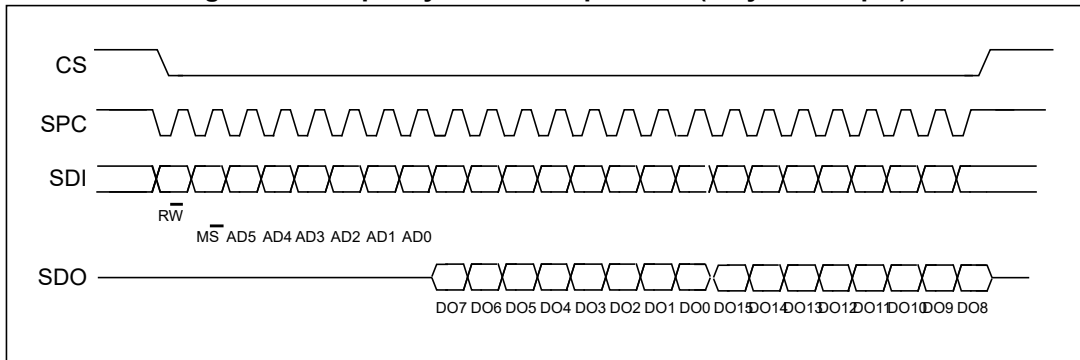 CS
SPC
SDI
RW
MS AD5 AD4 AD3 AD2 AD1 AD0
SDO
DO7 DO6 DO5 DO4 DO3 DO2 DO1 DO0 DO15 DO14 DO13 DO12 DO11 DO10 DO9 DO8